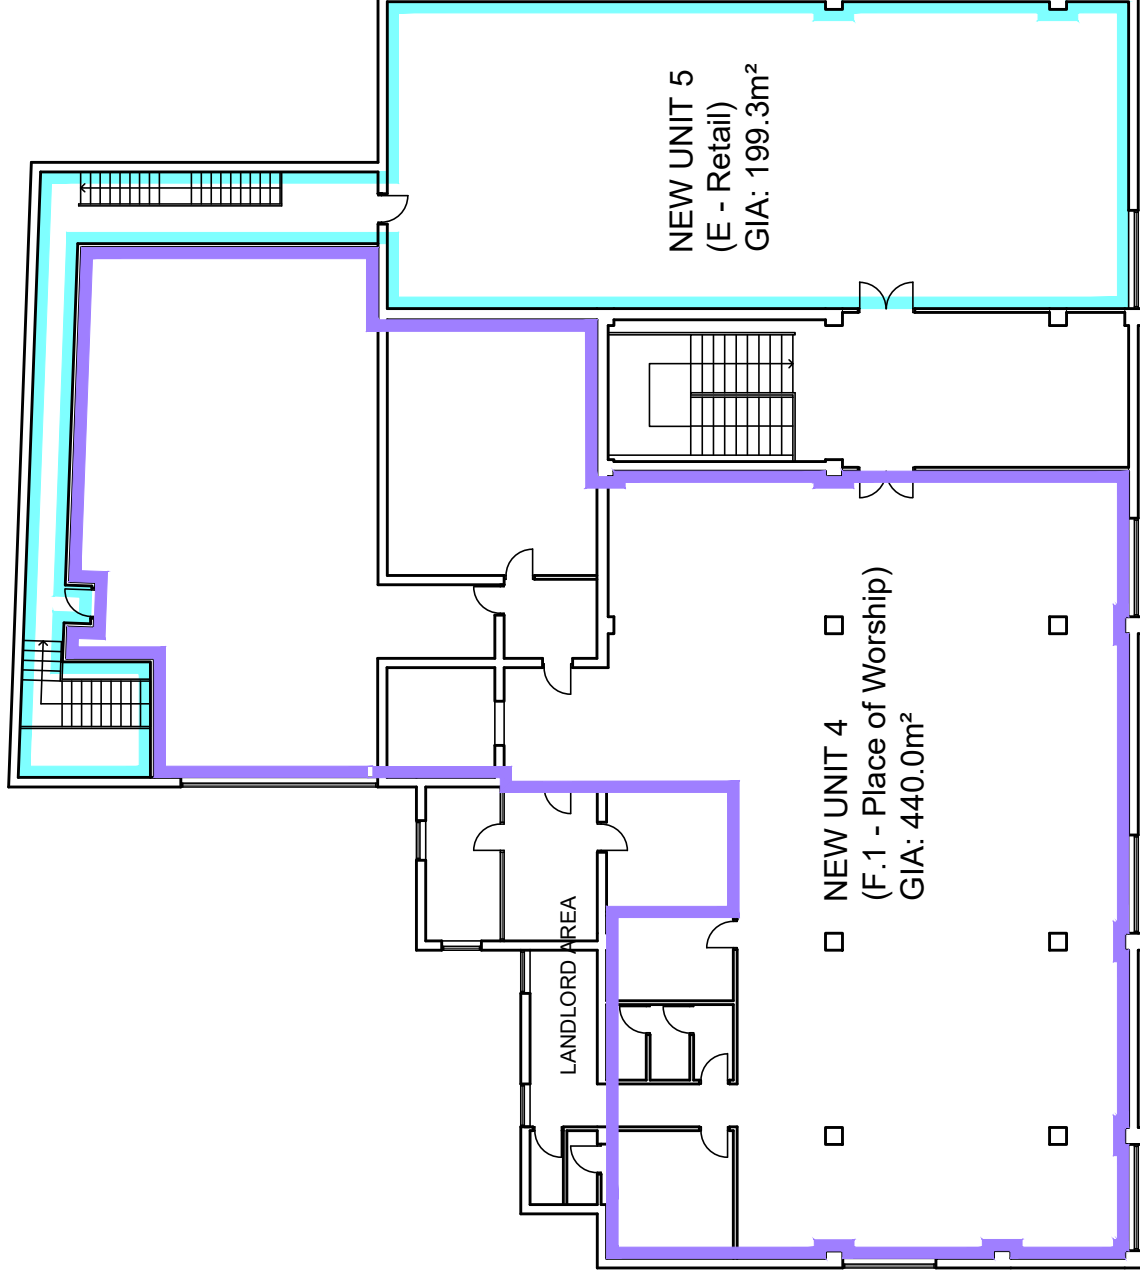 NEW UNIT 5
(E - Retail)
GIA: 199.3m²
NEW UNIT 4
(F.1 - Place of Worship)
GIA: 440.0m²
LANDLORD AREA